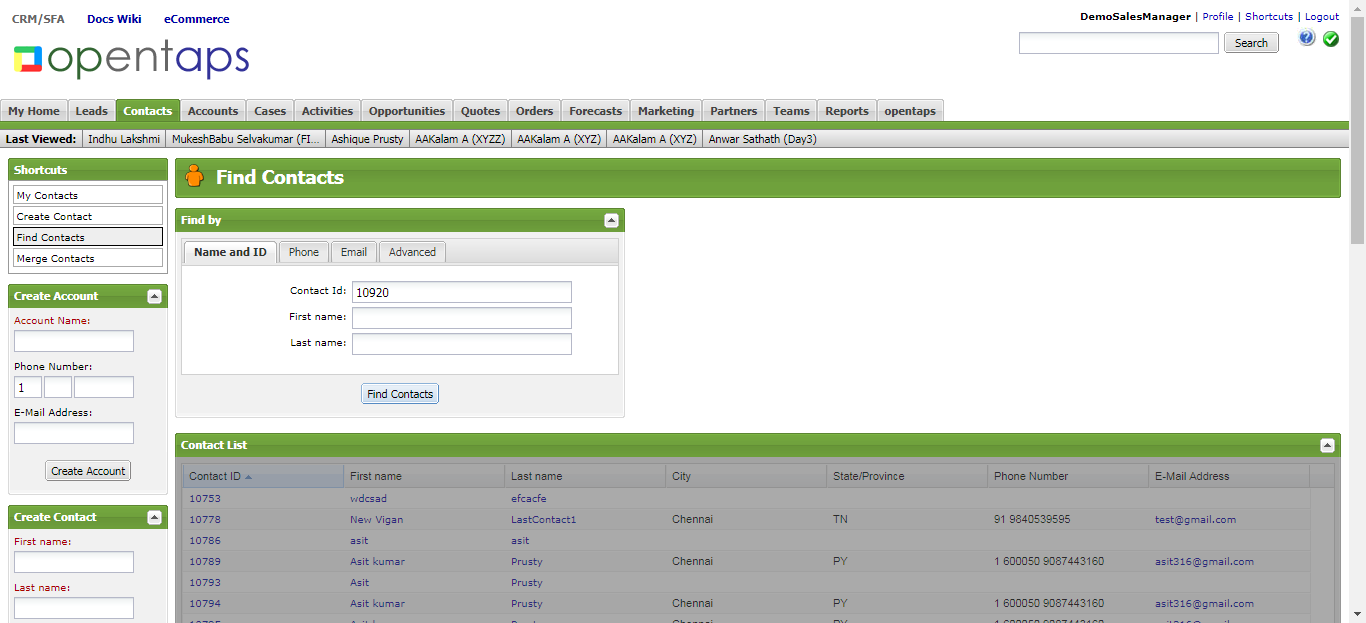 CRM/SFA Docs Wiki eCommerce
DemoSalesManager | Profile | Shortcuts | Logout
opentaps
Search
My Home Leads Contacts Accounts Cases Activities Opportunities Quotes Orders Forecasts Marketing Partners Teams Reports opentaps
Last Viewed: Indhu Lakshmi MukeshBabu Selvakumar (FI... Ashique Prusty AAKalam A (XYZZ) AAKalam A (XYZ) AAKalam A (XYZ) Anwar Sathath (Day3)
Shortcuts
My Contacts
Create Contact
Find Contacts
Merge Contacts
Create Account
Account Name:
Phone Number:
1
E-Mail Address:
Create Account
Create Contact
First name:
Last name:
Find Contacts
Find by
Name and ID Phone Email Advanced
Contact Id: 10920
First name:
Last name:
Find Contacts
Contact List
Contact ID First name Last name City State/Province Phone Number E-Mail Address
10753 wdcsad efcacfe
10778 New Vigan LastContact1 Chennai TN 91 9840539595 test@gmail.com
10786 asit asit
10789 Asit kumar Prusty Chennai PY 1 600050 9087443160 asit316@gmail.com
10793 Asit Prusty
10794 Asit kumar Prusty Chennai PY 1 600050 9087443160 asit316@gmail.com